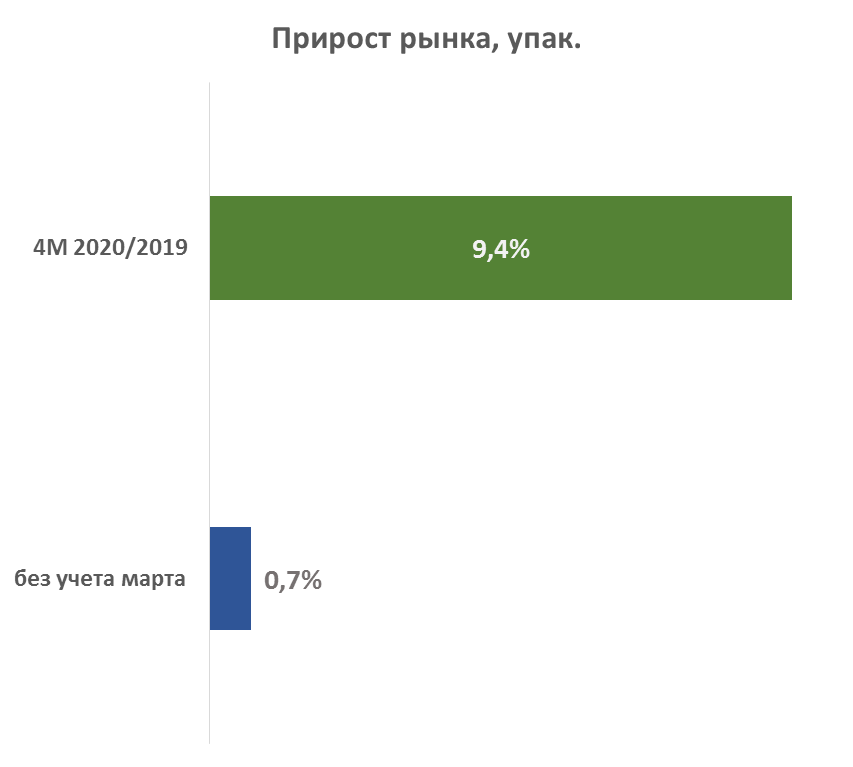 Прирост рынка, упак.
4М 2020/2019
9,4%
без учета марта
0,7%